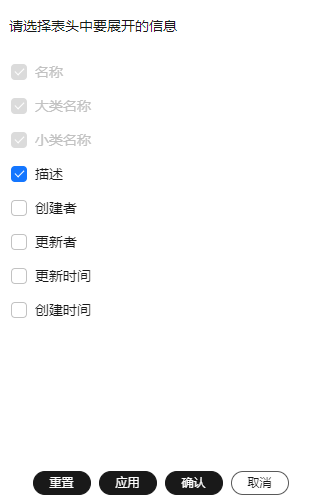 请选择表头中要展开的信息
名称
大类名称
小类名称
描述
创建者
更新者
更新时间
创建时间
重置 应用 确认 取消